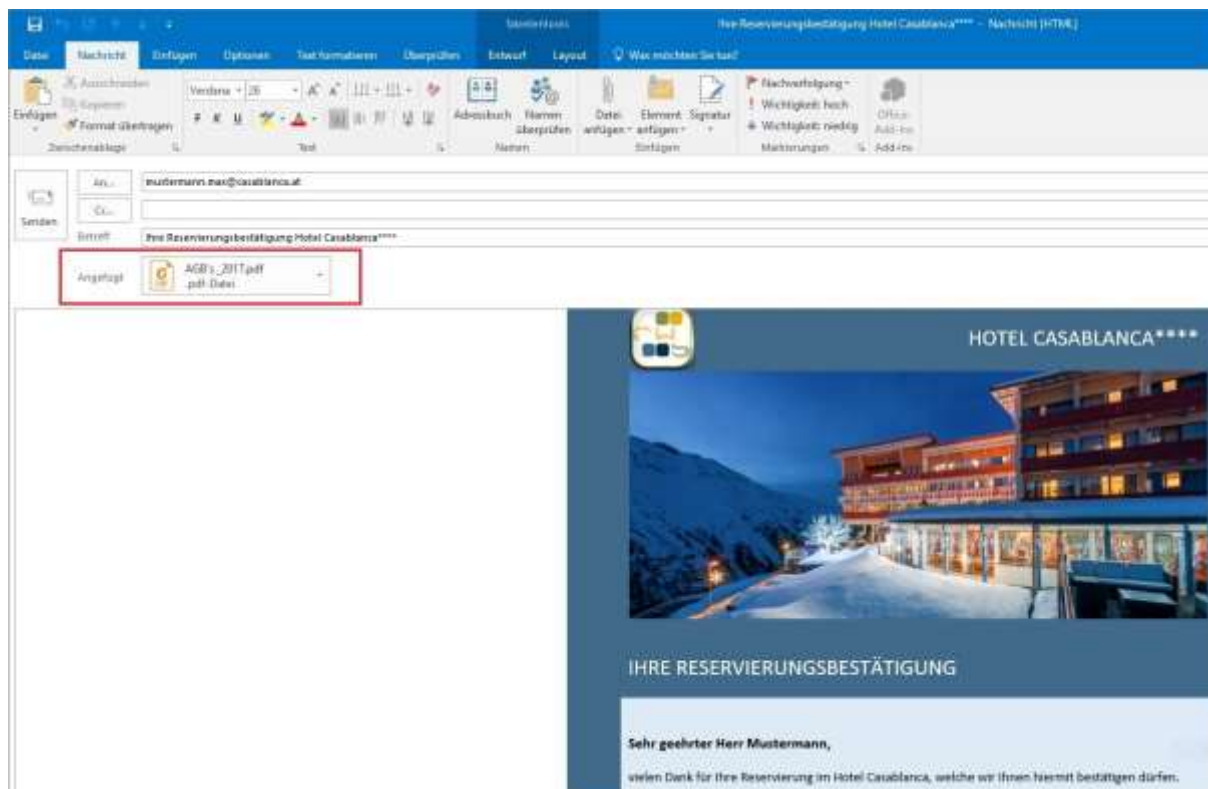 Tabellentools
Ihre Reservierungsbestätigung Hotel Casablanca**** - Nachricht (HTML)
Datei Nachricht Einfügen Optionen Text formatieren Überprüfen Entwurf Layout Was möchten Sie tun?
Einfügen
Ausschneiden
Kopieren
Format übertragen
Zwischenablage
Verdana 26
F K U
Text
Adressbuch Namen überprüfen
Namen
Datei anfügen Element anfügen Signatur
Einfügen
Nachverfolgung
Wichtigkeit: hoch
Wichtigkeit: niedrig
Markierungen
Office-Add-Ins
Add-Ins
Senden
An... mustermann.max@casablanca.at
Cc...
Betreff Ihre Reservierungsbestätigung Hotel Casablanca****
Angefügt AGB's_2017.pdf
.pdf-Datei
HOTEL CASABLANCA****
IHRE RESERVIERUNGSBESTÄTIGUNG
Sehr geehrter Herr Mustermann,
vielen Dank für Ihre Reservierung im Hotel Casablanca, welche wir Ihnen hiermit bestätigen dürfen.